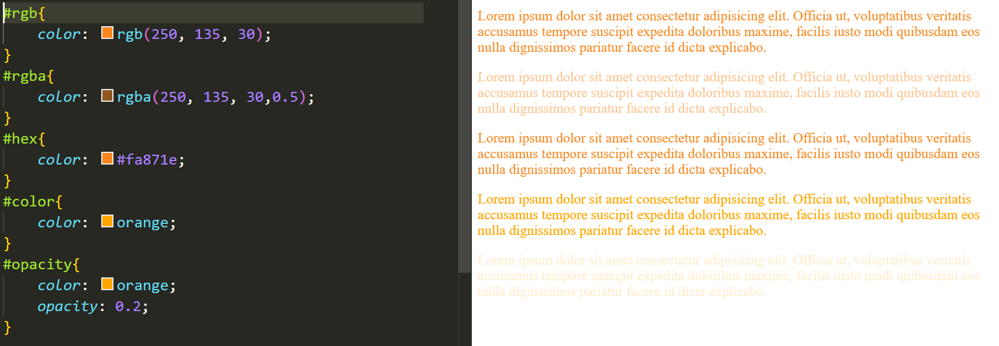 #rgb{
color: rgb(250, 135, 30);
}
#rgba{
color: rgba(250, 135, 30,0.5);
}
#hex{
color: #fa871e;
}
#color{
color: orange;
}
#opacity{
color: orange;
opacity: 0.2;
}
Lorem ipsum dolor sit amet consectetur adipisicing elit. Officia ut, voluptatibus veritatis
accusamus tempore suscipit expedita doloribus maxime, facilis iusto modi quibusdam eos
nulla dignissimos pariatur facere id dicta explicabo.
Lorem ipsum dolor sit amet consectetur adipisicing elit. Officia ut, voluptatibus veritatis
accusamus tempore suscipit expedita doloribus maxime, facilis iusto modi quibusdam eos
nulla dignissimos pariatur facere id dicta explicabo.
Lorem ipsum dolor sit amet consectetur adipisicing elit. Officia ut, voluptatibus veritatis
accusamus tempore suscipit expedita doloribus maxime, facilis iusto modi quibusdam eos
nulla dignissimos pariatur facere id dicta explicabo.
Lorem ipsum dolor sit amet consectetur adipisicing elit. Officia ut, voluptatibus veritatis
accusamus tempore suscipit expedita doloribus maxime, facilis iusto modi quibusdam eos
nulla dignissimos pariatur facere id dicta explicabo.
Lorem ipsum dolor sit amet consectetur adipisicing elit. Officia ut, voluptatibus veritatis
accusamus tempore suscipit expedita doloribus maxime, facilis iusto modi quibusdam eos
nulla dignissimos pariatur facere id dicta explicabo.